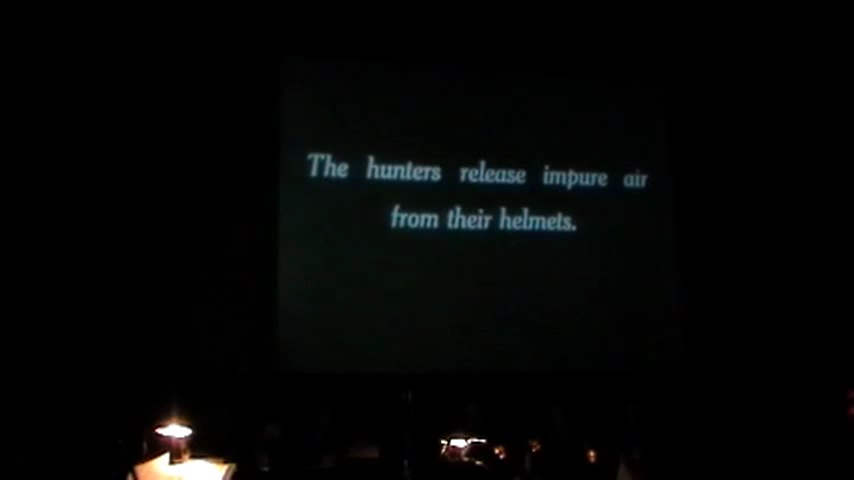 The hunters release impure air
from their helmets.